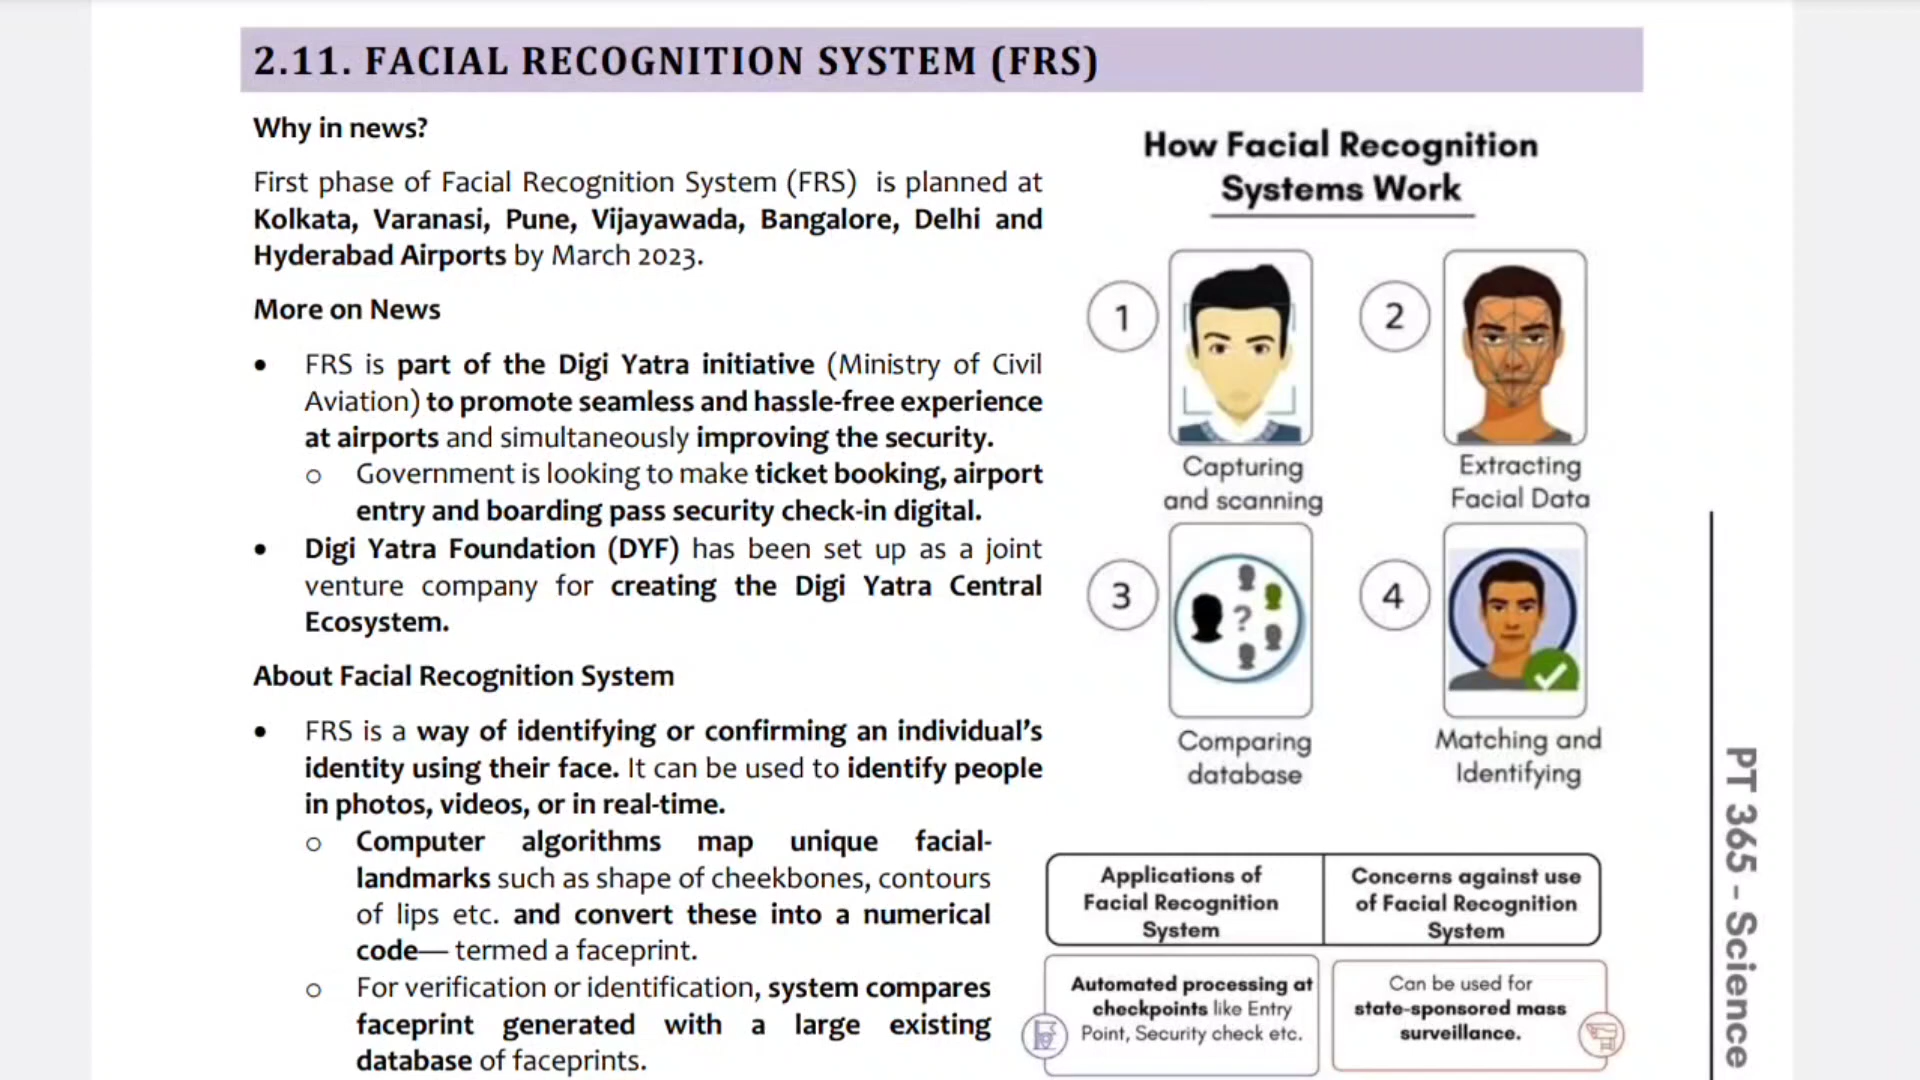 2.11. FACIAL RECOGNITION SYSTEM (FRS)
Why in news?
First phase of Facial Recognition System (FRS) is planned at
Kolkata, Varanasi, Pune, Vijayawada, Bangalore, Delhi and
Hyderabad Airports by March 2023.
More on News
• FRS is part of the Digi Yatra initiative (Ministry of Civil
Aviation) to promote seamless and hassle-free experience
at airports and simultaneously improving the security.
o Government is looking to make ticket booking, airport
entry and boarding pass security check-in digital.
• Digi Yatra Foundation (DYF) has been set up as a joint
venture company for creating the Digi Yatra Central
Ecosystem.
About Facial Recognition System
• FRS is a way of identifying or confirming an individual’s
identity using their face. It can be used to identify people
in photos, videos, or in real-time.
o Computer algorithms map unique facial-
landmarks such as shape of cheekbones, contours
of lips etc. and convert these into a numerical
code— termed a faceprint.
o For verification or identification, system compares
faceprint generated with a large existing
database of faceprints.
How Facial Recognition
Systems Work
1
Capturing
and scanning
2
Extracting
Facial Data
3
?
Comparing
database
4
Matching and
Identifying
Applications of
Facial Recognition
System
Concerns against use
of Facial Recognition
System
Automated processing at
checkpoints like Entry
Point, Security check etc.
Can be used for
state-sponsored mass
surveillance.
PT 365 - Science